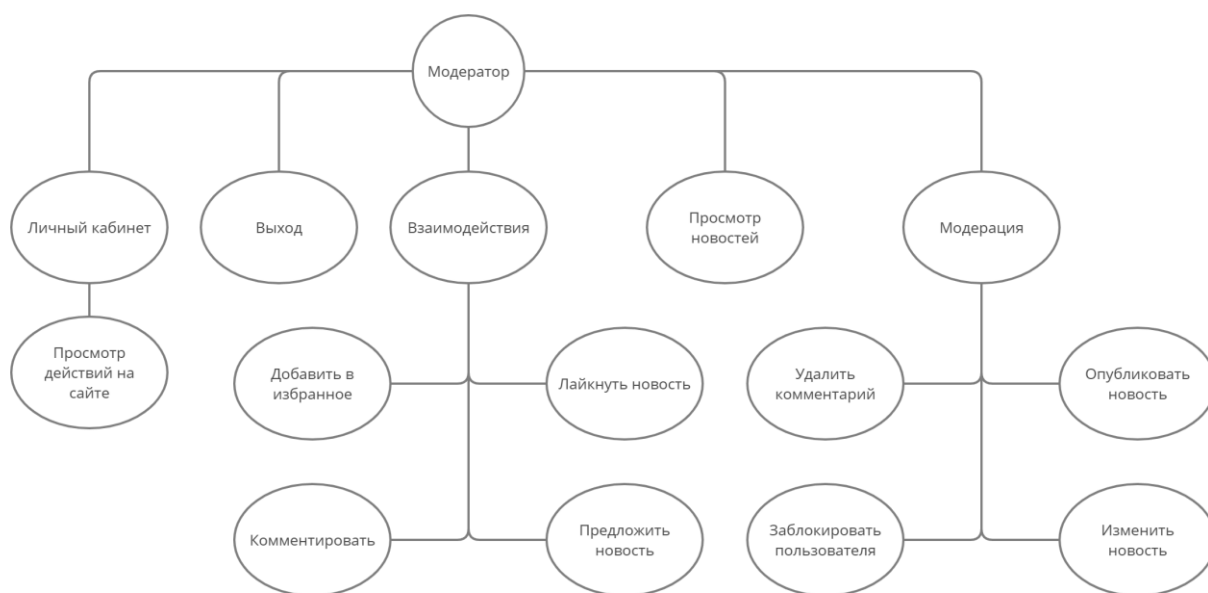 Модератор
Личный кабинет
Выход
Взаимодействия
Просмотр
новостей
Модерация
Просмотр
действий на
сайте
Добавить в
избранное
Лайкнуть новость
Удалить
комментарий
Опубликовать
новость
Комментировать
Предложить
новость
Заблокировать
пользователя
Изменить
новость